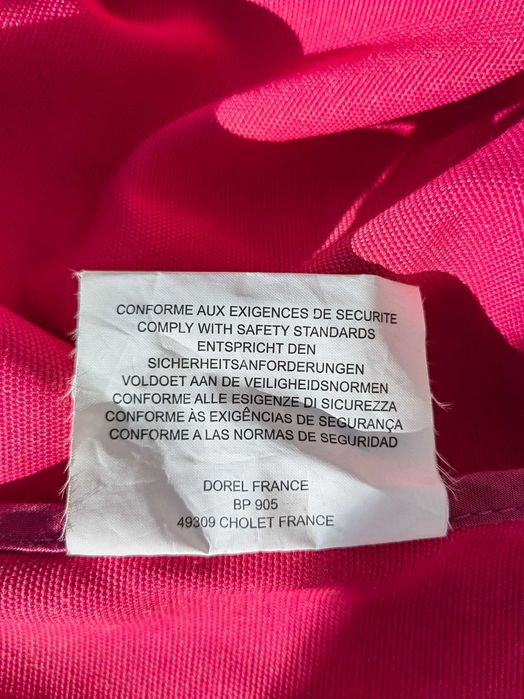 CONFORME AUX EXIGENCES DE SECURITE
COMPLY WITH SAFETY STANDARDS
ENTSPRICHT DEN
SICHERHEITSANFORDERUNGEN
VOLDOET AAN DE VEILIGHEIDSNORMEN
CONFORME ALLE ESIGENZE DI SICUREZZA
CONFORME ÀS EXIGÊNCIAS DE SEGURANÇA
CONFORME A LAS NORMAS DE SEGURIDAD
DOREL FRANCE
BP 905
49309 CHOLET FRANCE